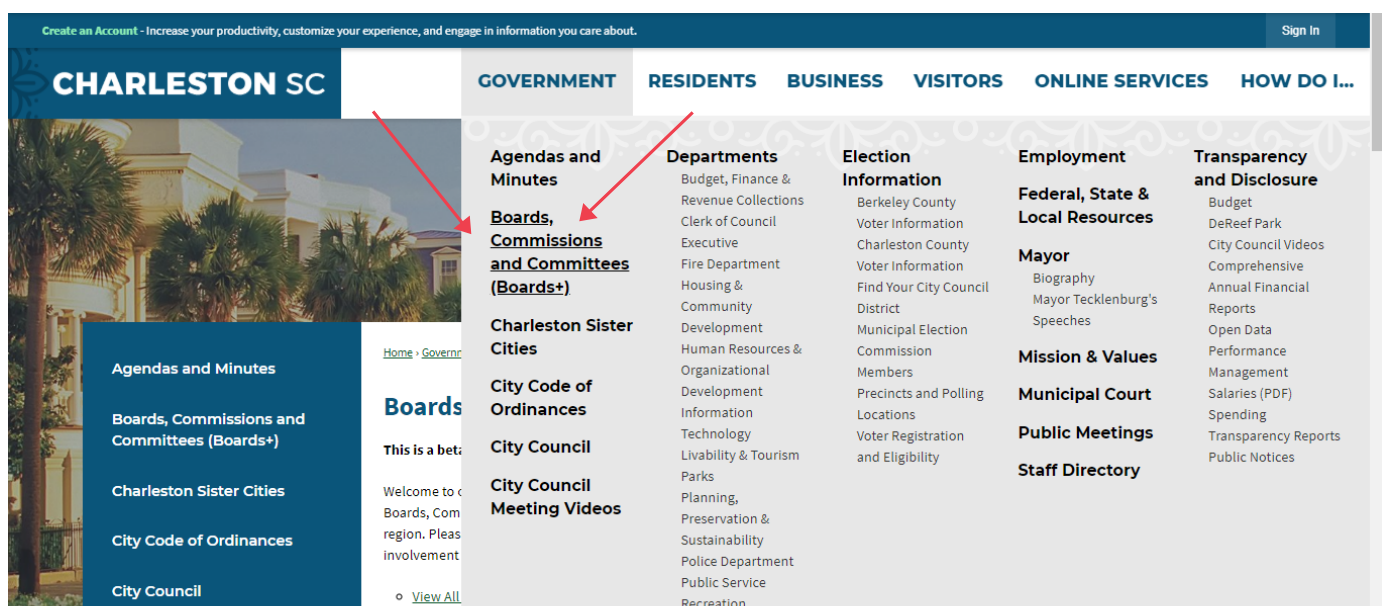 Create an Account - Increase your productivity, customize your experience, and engage in information you care about.
Sign In
CHARLESTON SC
GOVERNMENT
RESIDENTS
BUSINESS
VISITORS
ONLINE SERVICES
HOW DO I...
Agendas and
Minutes
Boards,
Commissions
and Committees
(Boards+)
Charleston Sister
Cities
City Code of
Ordinances
City Council
City Council
Meeting Videos
Departments
Budget, Finance &
Revenue Collections
Clerk of Council
Executive
Fire Department
Housing &
Community
Development
Human Resources &
Organizational
Development
Information
Technology
Livability & Tourism
Parks
Planning,
Preservation &
Sustainability
Police Department
Public Service
Recreation
Election
Information
Berkeley County
Voter Information
Charleston County
Voter Information
Find Your City Council
District
Municipal Election
Commission
Members
Precincts and Polling
Locations
Voter Registration
and Eligibility
Employment
Federal, State &
Local Resources
Mayor
Biography
Mayor Tecklenburg's
Speeches
Mission & Values
Municipal Court
Public Meetings
Staff Directory
Transparency
and Disclosure
Budget
DeReef Park
City Council Videos
Comprehensive
Annual Financial
Reports
Open Data
Performance
Management
Salaries (PDF)
Spending
Transparency Reports
Public Notices
Agendas and Minutes
Boards, Commissions and
Committees (Boards+)
Charleston Sister Cities
City Code of Ordinances
City Council
Home › Governm
Boards
This is a beta
Welcome to
Boards, Com
region. Pleas
involvement
View All